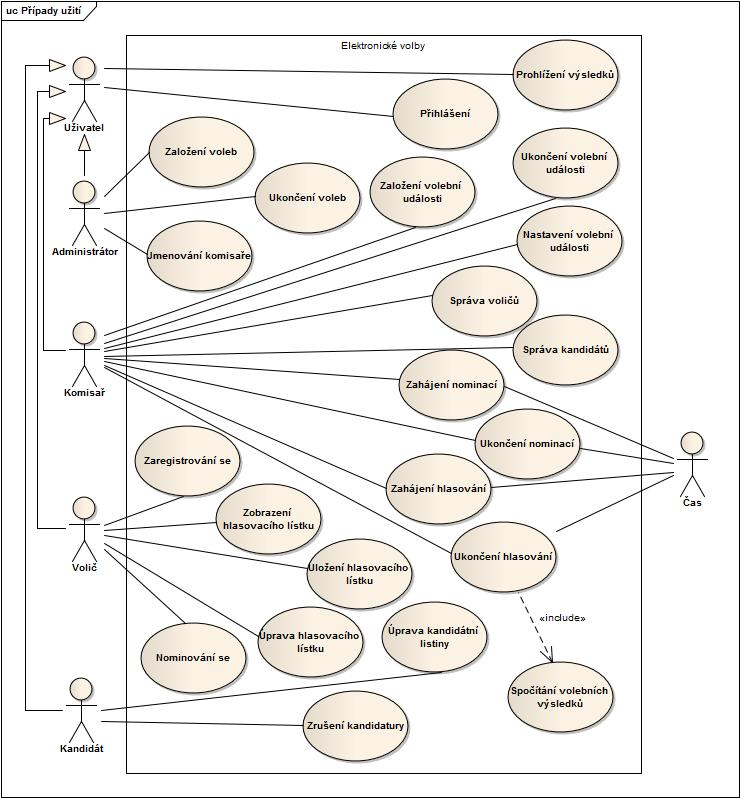 uc Případy užití
Elektronické volby
Prohlížení výsledků
Uživatel
Příhlášení
Založení voleb
Ukončení volební
události
Založení volební
události
Ukončení voleb
Administrátor
Jmenování komisaře
Nastavení volební
události
Správa voličů
Správa kandidátů
Komisař
Zahájení nominací
Ukončení nominací
Zaregistrování se
Zahájení hlasování
Čas
Zobrazení
hlasovacího lístku
Ukončení hlasování
Volič
Uložení hlasovacího
lístku
«include»
Úprava hlasovacího
lístku
Úprava kandidátní
listiny
Nominování se
Spočítání volebních
výsledků
Zrušení kandidatury
Kandidát